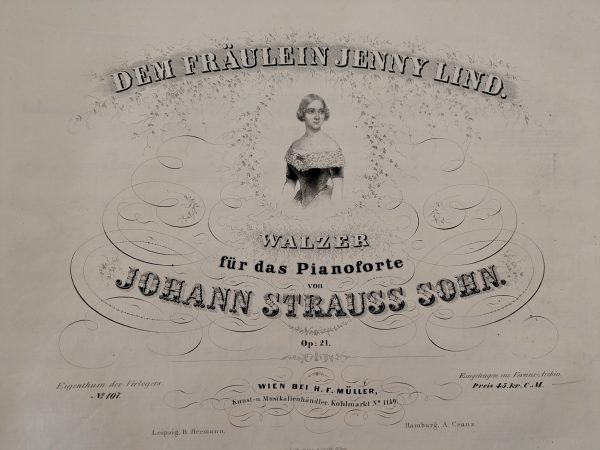 DEM FRÄULEIN JENNY LIND.
WALZER
für das Pianoforte
von
JOHANN STRAUSS SOHN.
Op: 21.
Eigenthum des Verlegers.
No 107.
Eingetragen ins Vereins-Archiv.
Preis 45 kr. C.M.
WIEN BEI H. F. MÜLLER,
Kunst- u. Musikalienhändler. Kohlmarkt No 1149.
Leipzig, B. Hermann.
Hamburg, A. Cranz.